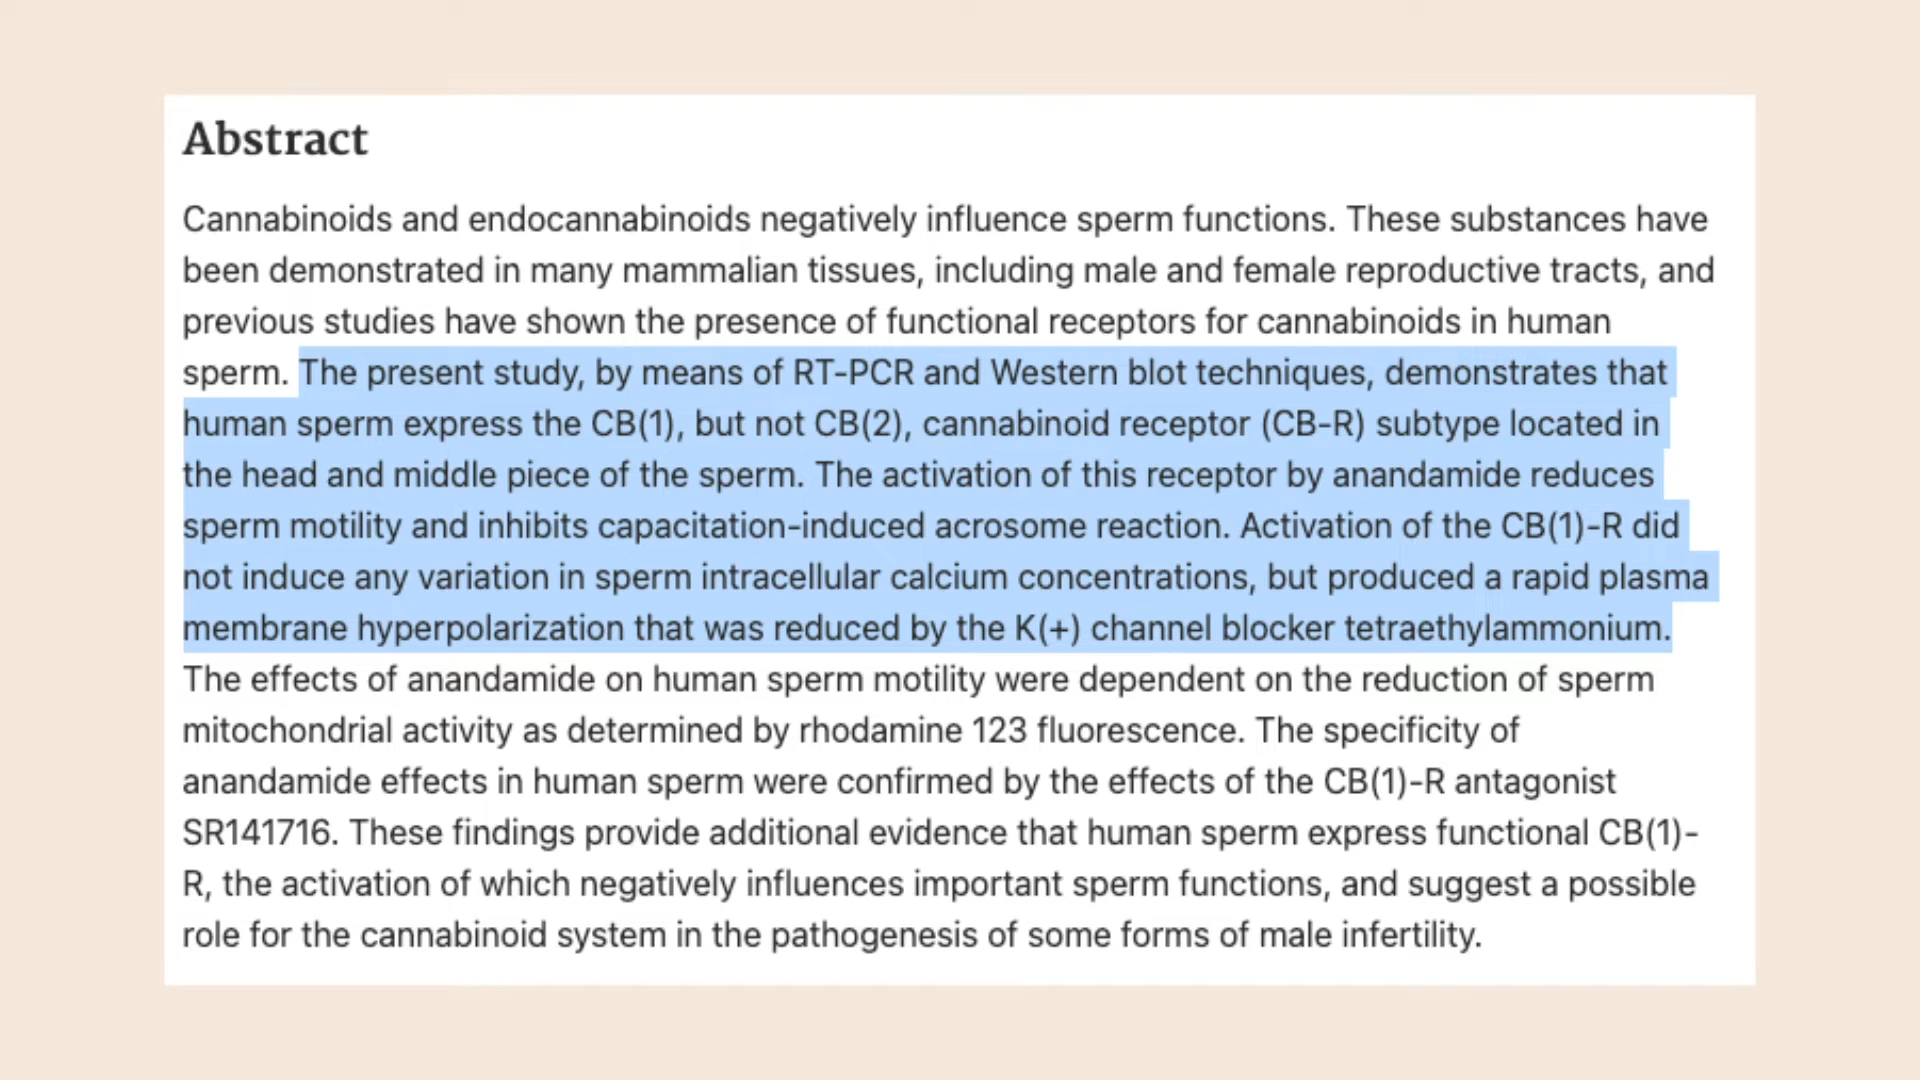 Abstract
Cannabinoids and endocannabinoids negatively influence sperm functions. These substances have
been demonstrated in many mammalian tissues, including male and female reproductive tracts, and
previous studies have shown the presence of functional receptors for cannabinoids in human
sperm. The present study, by means of RT-PCR and Western blot techniques, demonstrates that
human sperm express the CB(1), but not CB(2), cannabinoid receptor (CB-R) subtype located in
the head and middle piece of the sperm. The activation of this receptor by anandamide reduces
sperm motility and inhibits capacitation-induced acrosome reaction. Activation of the CB(1)-R did
not induce any variation in sperm intracellular calcium concentrations, but produced a rapid plasma
membrane hyperpolarization that was reduced by the K(+) channel blocker tetraethylammonium.
The effects of anandamide on human sperm motility were dependent on the reduction of sperm
mitochondrial activity as determined by rhodamine 123 fluorescence. The specificity of
anandamide effects in human sperm were confirmed by the effects of the CB(1)-R antagonist
SR141716. These findings provide additional evidence that human sperm express functional CB(1)-
R, the activation of which negatively influences important sperm functions, and suggest a possible
role for the cannabinoid system in the pathogenesis of some forms of male infertility.